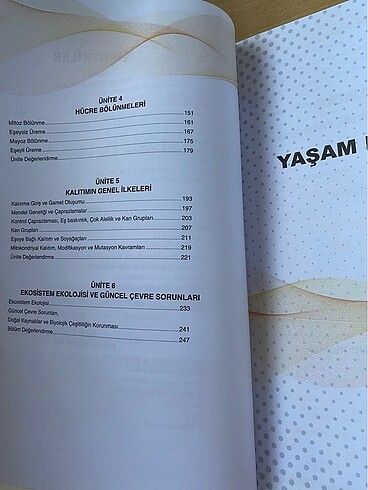 ÜNİTE 4
HÜCRE BÖLÜNMELERİ
Mitoz Bölünme 151
Eşeysiz Üreme 161
Mayoz Bölünme 167
Eşeyli Üreme 175
Ünite Değerlendirme 179
ÜNİTE 5
KALITIMIN GENEL İLKELERİ
Kalıtıma Giriş ve Gamet Oluşumu 193
Mendel Genetiği ve Çaprazlamalar 197
Kontrol Çaprazlaması, Eş baskınlık, Çok Alellik ve Kan Grupları 203
Kan Grupları 207
Eşeye Bağlı Kalıtım ve Soyağaçları 211
Mitokondriyal Kalıtım, Modifikasyon ve Mutasyon Kavramları 219
Ünite Değerlendirme 221
ÜNİTE 6
EKOSİSTEM EKOLOJİSİ VE GÜNCEL ÇEVRE SORUNLARI
Ekosistem Ekolojisi 233
Güncel Çevre Sorunları,
Doğal Kaynaklar ve Biyolojik Çeşitliliğin Korunması 241
Bölüm Değerlendirme 247
YAŞAM